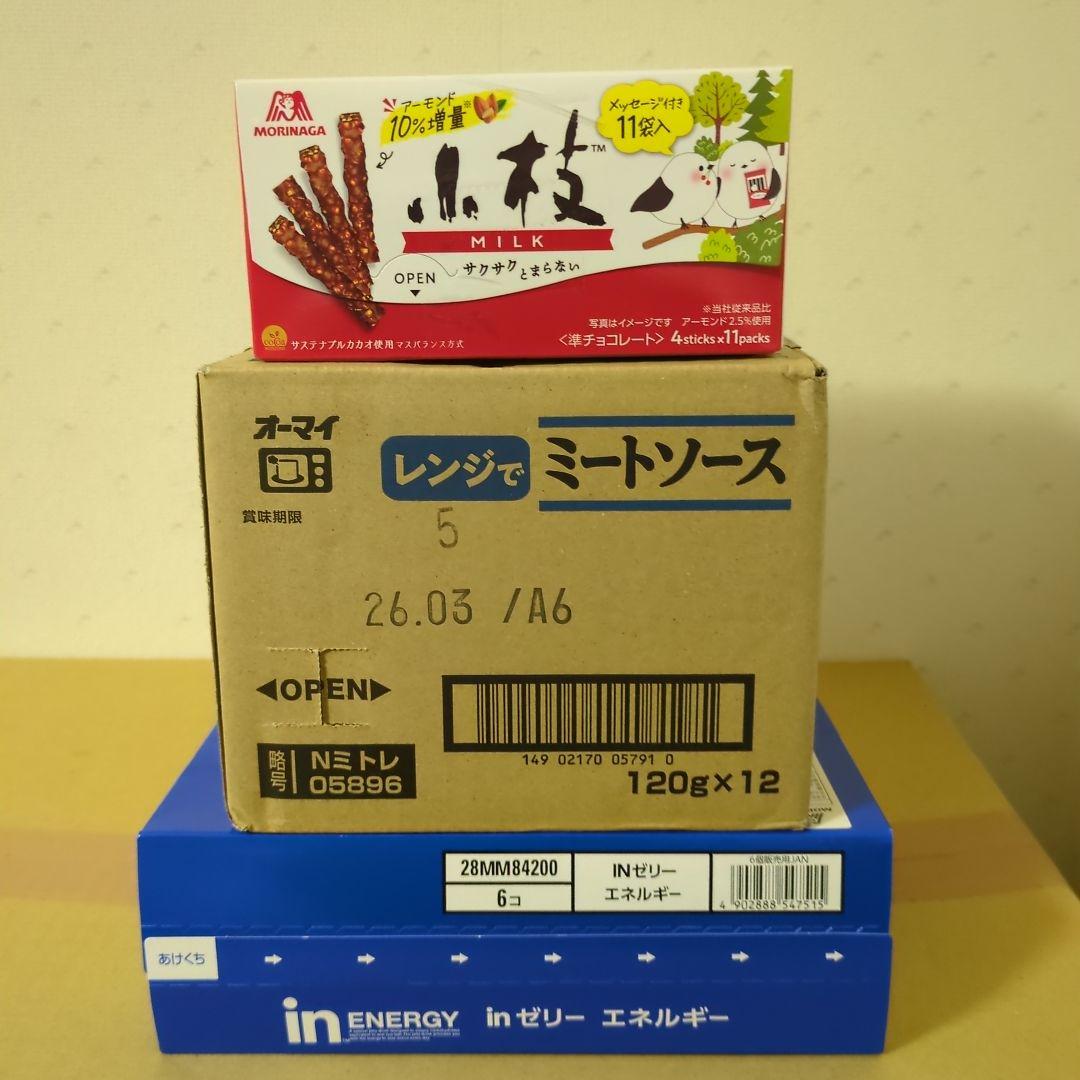 MORINAGA
アーモンド※
10%増量
メッセージ付き
11袋入
小枝™
MILK
OPEN
サクサクとまらない
※当社従来品比
写真はイメージです アーモンド2.5%使用
〈準チョコレート〉 4sticks×11packs
サステナブルカカオ使用 マスバランス方式
オーマイ
レンジで ミートソース
賞味期限
5
26.03 /A6
◀OPEN▶
略号 Nミトレ
05896
149 02170 05791 0
120g×12
28MM84200
6コ
INゼリー
エネルギー
6個販売用JAN
4 902888 547515
あけくち
in ENERGY inゼリー エネルギー